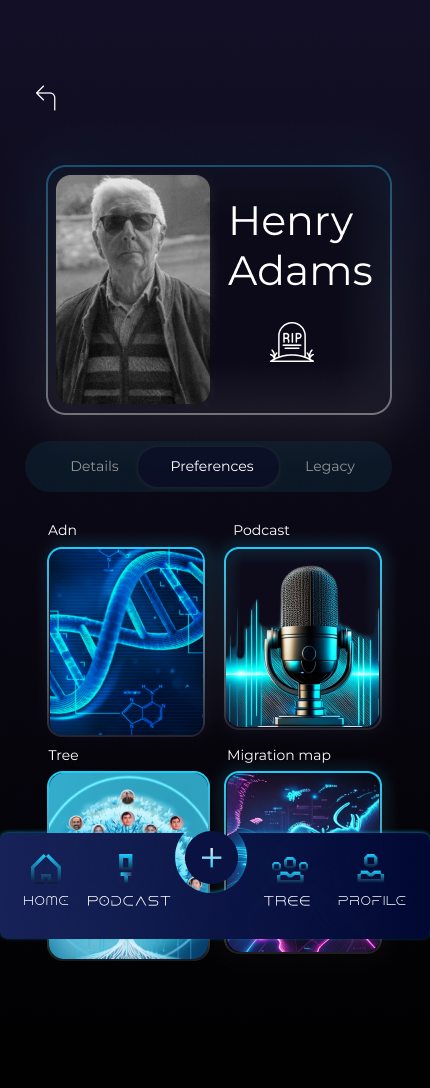 Henry
Adams
RIP
Details Preferences Legacy
Adn Podcast
Tree Migration map
HOME PODCAST TREE PROFILE